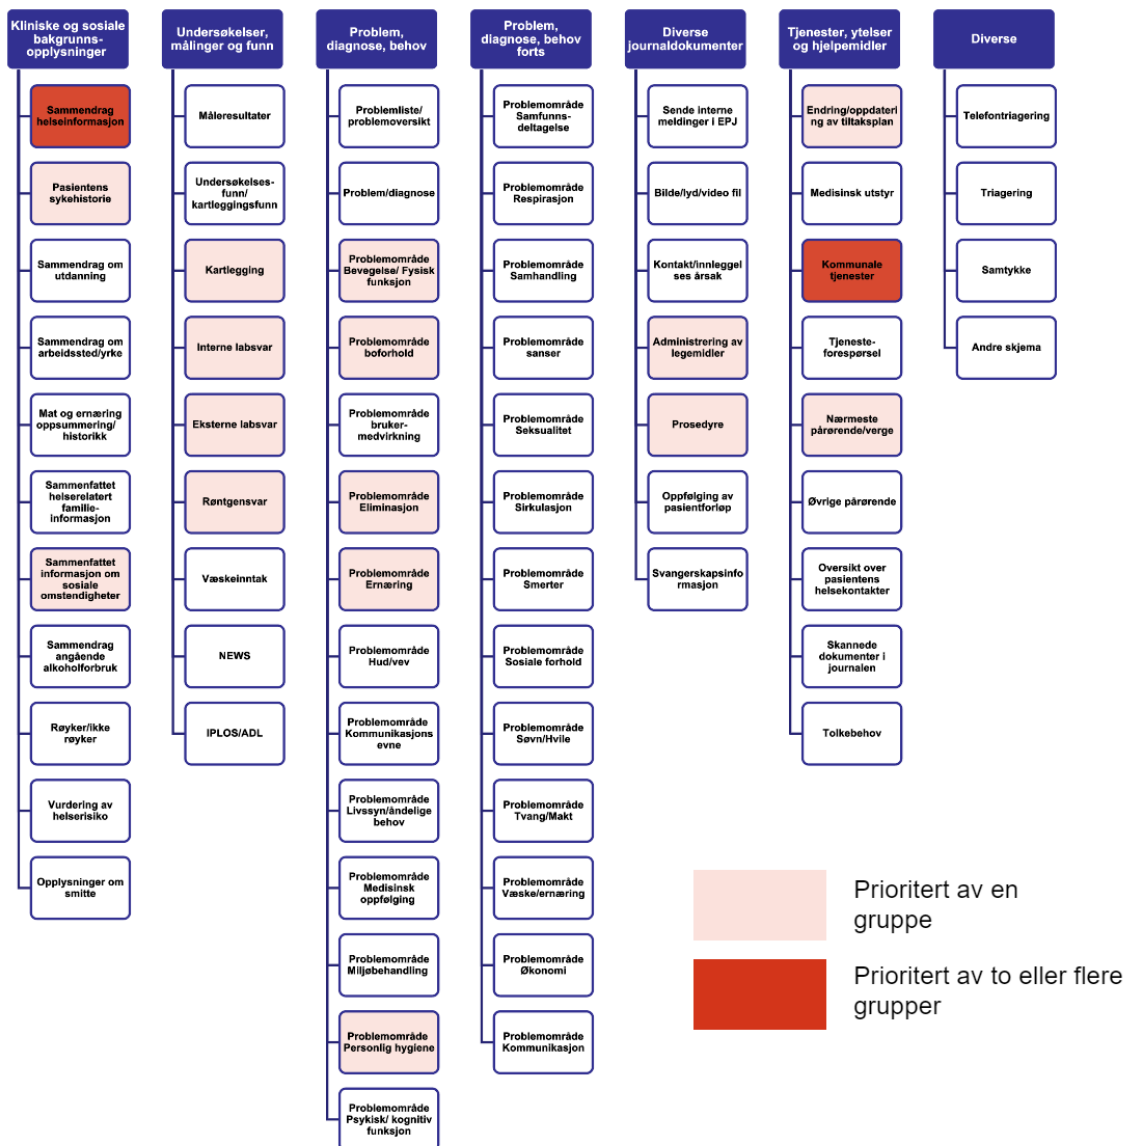 Kliniske og sosiale
bakgrunns-
opplysninger
Sammendrag
helseinformasjon
Pasientens
sykehistorie
Sammendrag om
utdanning
Sammendrag om
arbeidssted/yrke
Mat og ernæring
oppsummering/
historikk
Sammenfattet
helserelatert
familie-
informasjon
Sammenfattet
informasjon om
sosiale
omstendigheter
Sammendrag
angående
alkoholforbruk
Røyker/ikke
røyker
Vurdering av
helserisiko
Opplysninger om
smitte
Undersøkelser,
målinger og funn
Måleresultater
Undersøkelses-
funn/
kartleggingsfunn
Kartlegging
Interne labsvar
Eksterne labsvar
Røntgensvar
Væskeinntak
NEWS
IPLOS/ADL
Problem,
diagnose, behov
Problemliste/
problemoversikt
Problem/diagnose
Problemområde
Bevegelse/ Fysisk
funksjon
Problemområde
boforhold
Problemområde
bruker-
medvirkning
Problemområde
Eliminasjon
Problemområde
Ernæring
Problemområde
Hud/vev
Problemområde
Kommunikasjons
evne
Problemområde
Livssyn/åndelige
behov
Problemområde
Medisinsk
oppfølging
Problemområde
Miljøbehandling
Problemområde
Personlig hygiene
Problemområde
Psykisk/ kognitiv
funksjon
Problem,
diagnose, behov
forts
Problemområde
Samfunns-
deltagelse
Problemområde
Respirasjon
Problemområde
Samhandling
Problemområde
sanser
Problemområde
Seksualitet
Problemområde
Sirkulasjon
Problemområde
Smerter
Problemområde
Sosiale forhold
Problemområde
Søvn/Hvile
Problemområde
Tvang/Makt
Problemområde
Væske/ernæring
Problemområde
Økonomi
Problemområde
Kommunikasjon
Diverse
journaldokumenter
Sende interne
meldinger i EPJ
Bilde/lyd/video fil
Kontakt/innleggel
ses årsak
Administrering av
legemidler
Prosedyre
Oppfølging av
pasientforløp
Svangerskapsinfo
rmasjon
Tjenester, ytelser
og hjelpemidler
Endring/oppdateri
ng av tiltaksplan
Medisinsk utstyr
Kommunale
tjenester
Tjeneste-
forespørsel
Nærmeste
pårørende/verge
Øvrige pårørende
Oversikt over
pasientens
helsekontakter
Skannede
dokumenter i
journalen
Tolkebehov
Diverse
Telefontriagering
Triagering
Samtykke
Andre skjema
Prioritert av en
gruppe
Prioritert av to eller flere
grupper